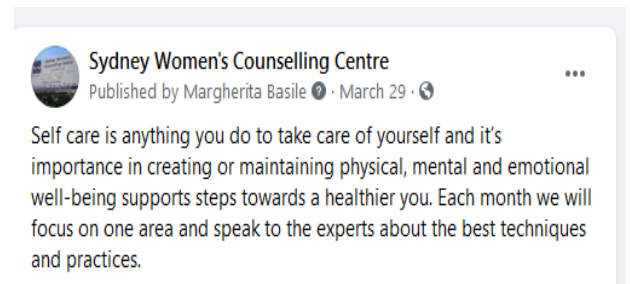 Sydney Women's Counselling Centre
Published by Margherita Basile · March 29 ·
Self care is anything you do to take care of yourself and it's
importance in creating or maintaining physical, mental and emotional
well-being supports steps towards a healthier you. Each month we will
focus on one area and speak to the experts about the best techniques
and practices.